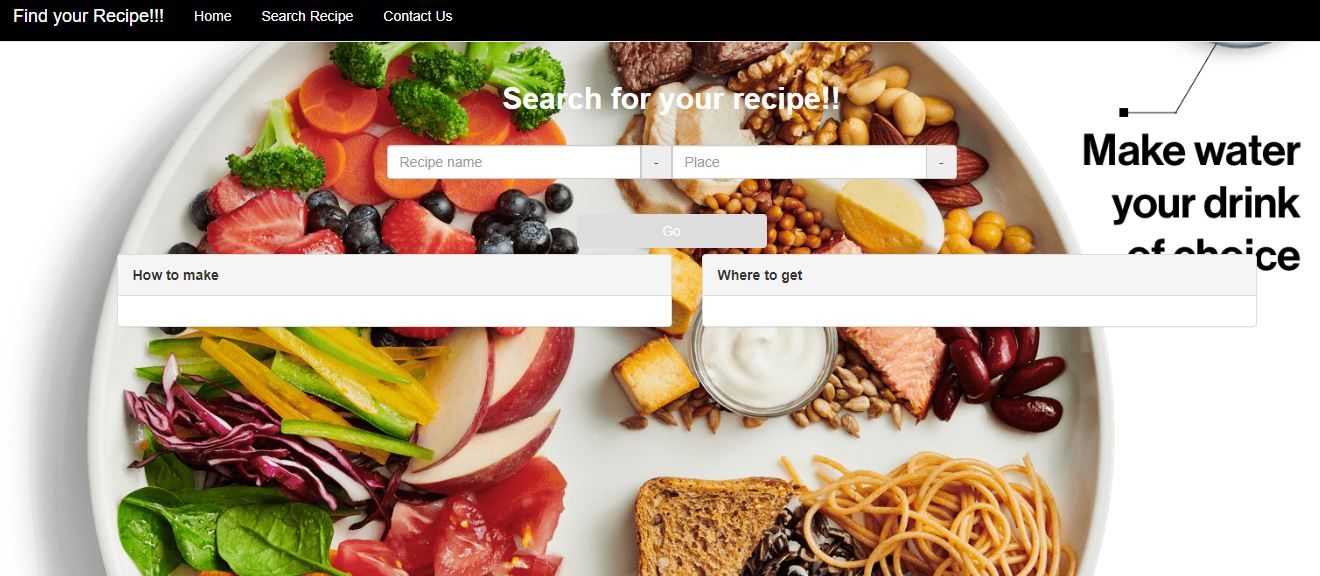 Find your Recipe!!! Home Search Recipe Contact Us
Search for your recipe!!
Recipe name - Place -
Go
Make water
your drink
of choice
How to make
Where to get